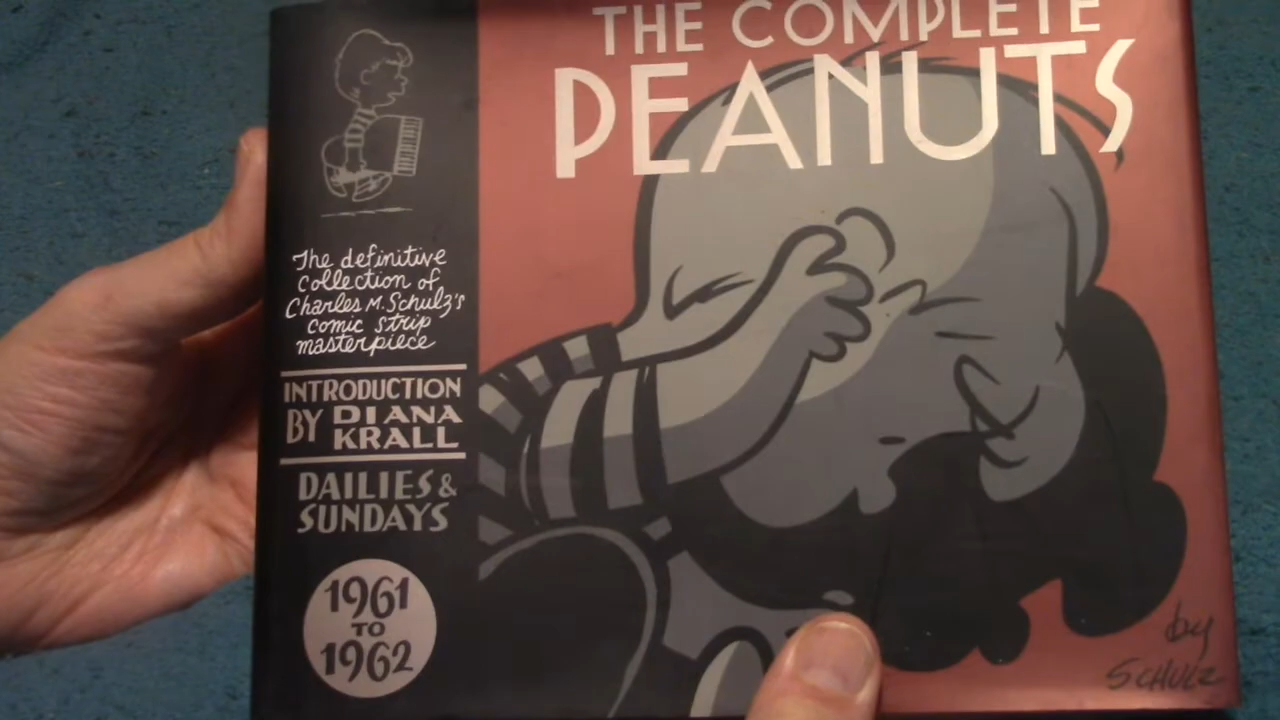 THE COMPLETE
PEANUTS
The definitive
collection of
Charles M. Schulz's
comic strip
masterpiece
INTRODUCTION
BY DIANA
KRALL
DAILIES &
SUNDAYS
1961
TO
1962
by
SCHULZ